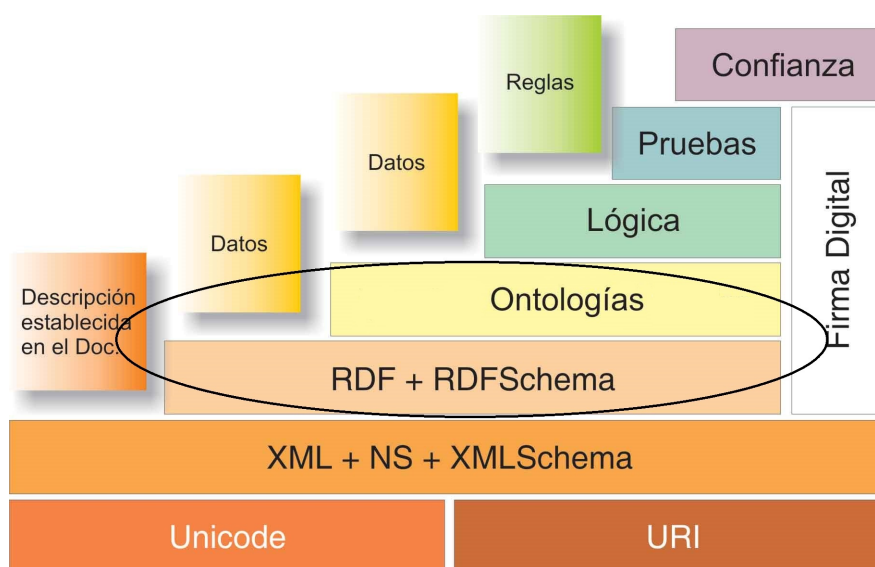 Confianza
Reglas
Pruebas
Datos
Lógica
Datos
Firma Digital
Ontologías
Descripción
establecida
en el Doc.
RDF + RDFSchema
XML + NS + XMLSchema
Unicode
URI